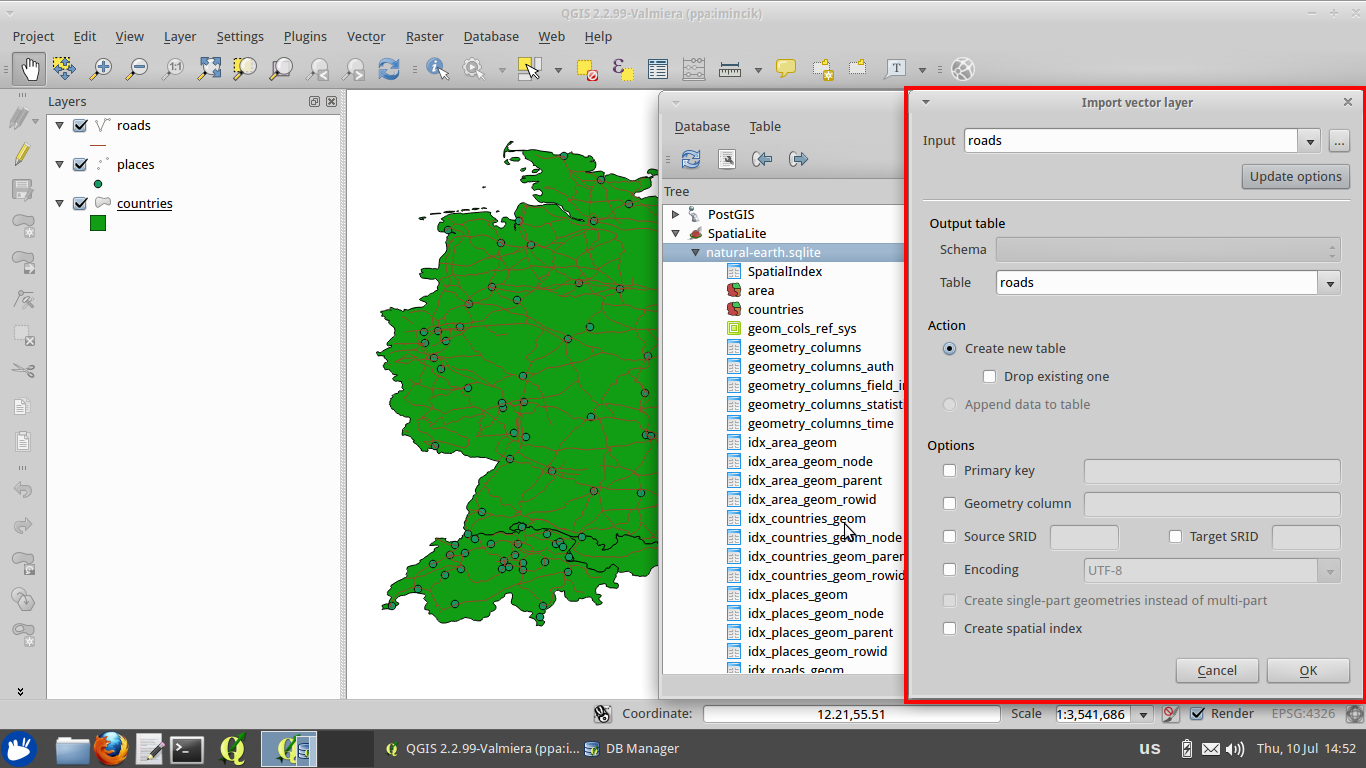 QGIS 2.2.99-Valmiera (ppa:imincik)
Project Edit View Layer Settings Plugins Vector Raster Database Web Help
1:1
T
Layers
roads
places
countries
Database Table
Tree
PostGIS
SpatiaLite
natural-earth.sqlite
SpatialIndex
area
countries
geom_cols_ref_sys
geometry_columns
geometry_columns_auth
geometry_columns_field_in
geometry_columns_statist
geometry_columns_time
idx_area_geom
idx_area_geom_node
idx_area_geom_parent
idx_area_geom_rowid
idx_countries_geom
idx_countries_geom_node
idx_countries_geom_paren
idx_countries_geom_rowid
idx_places_geom
idx_places_geom_node
idx_places_geom_parent
idx_places_geom_rowid
idx_roads_geom
Import vector layer
Input roads ...
Update options
Output table
Schema
Table roads
Action
Create new table
Drop existing one
Append data to table
Options
Primary key
Geometry column
Source SRID Target SRID
Encoding UTF-8
Create single-part geometries instead of multi-part
Create spatial index
Cancel OK
Coordinate: 12.21,55.51 Scale 1:3,541,686 Render EPSG:4326
QGIS 2.2.99-Valmiera (ppa:i... DB Manager us Thu, 10 Jul 14:52